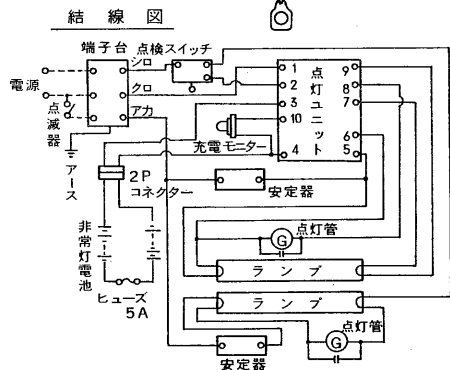 結線図
端子台
点検スイッチ
シロ
クロ
アカ
電源
点滅器
アース
2P
コネクター
非常灯電池
ヒューズ
5A
点灯ユニット
1
2
3
10
4
9
8
7
6
5
充電モニター
安定器
点灯管
G
ランプ
ランプ
点灯管
G
安定器